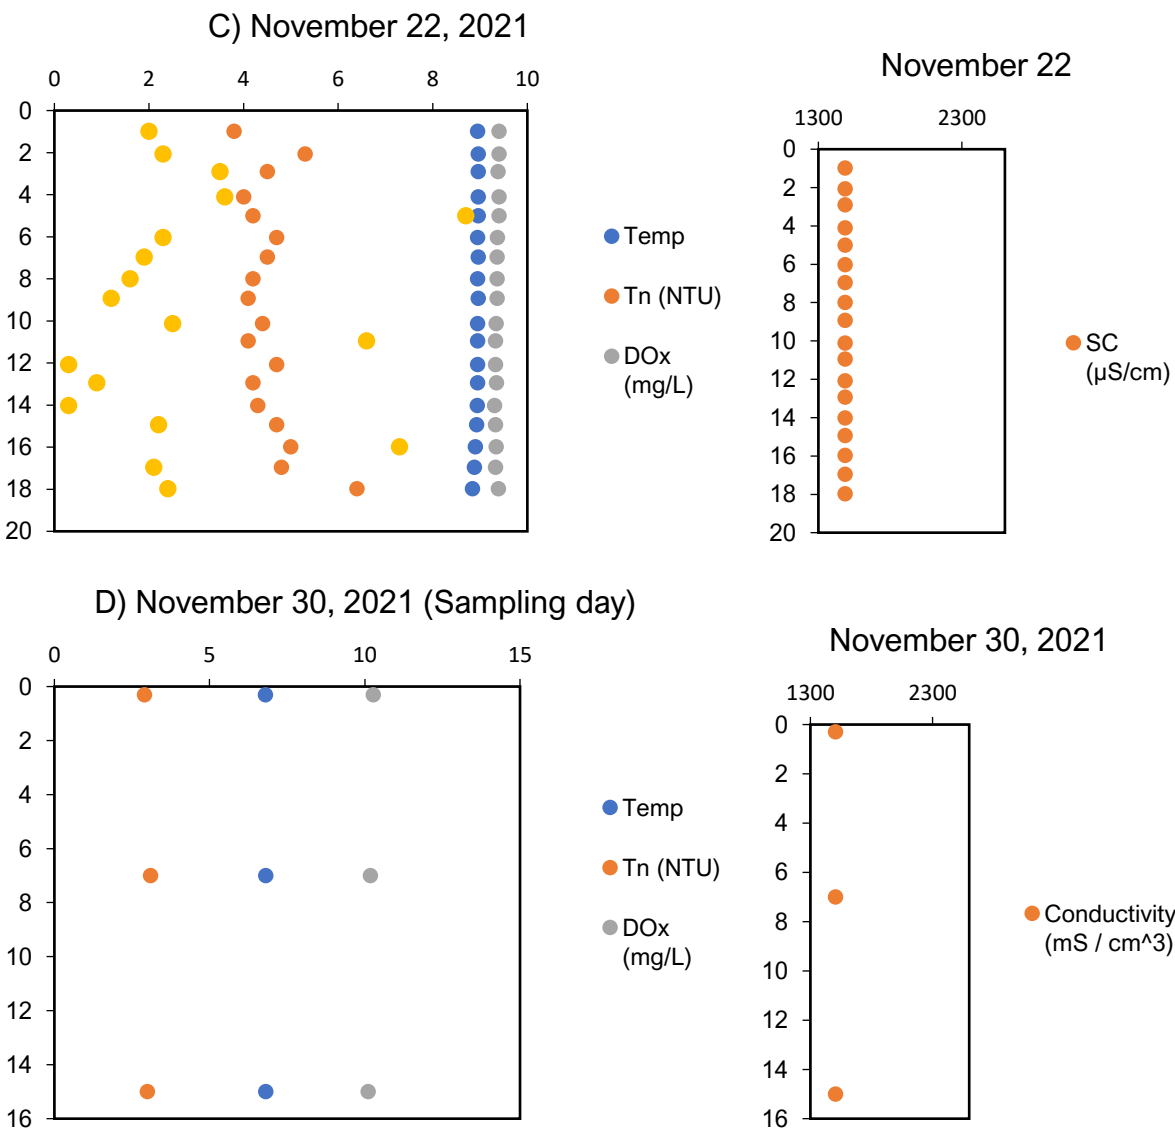 C) November 22, 2021
0 2 4 6 8 10
0
2
4
6
8
10
12
14
16
18
20
Temp
Tn (NTU)
DOx
(mg/L)
November 22
1300 2300
0
2
4
6
8
10
12
14
16
18
20
SC
(µS/cm)
D) November 30, 2021 (Sampling day)
0 5 10 15
0
2
4
6
8
10
12
14
16
Temp
Tn (NTU)
DOx
(mg/L)
November 30, 2021
1300 2300
0
2
4
6
8
10
12
14
16
Conductivity
(mS / cm^3)